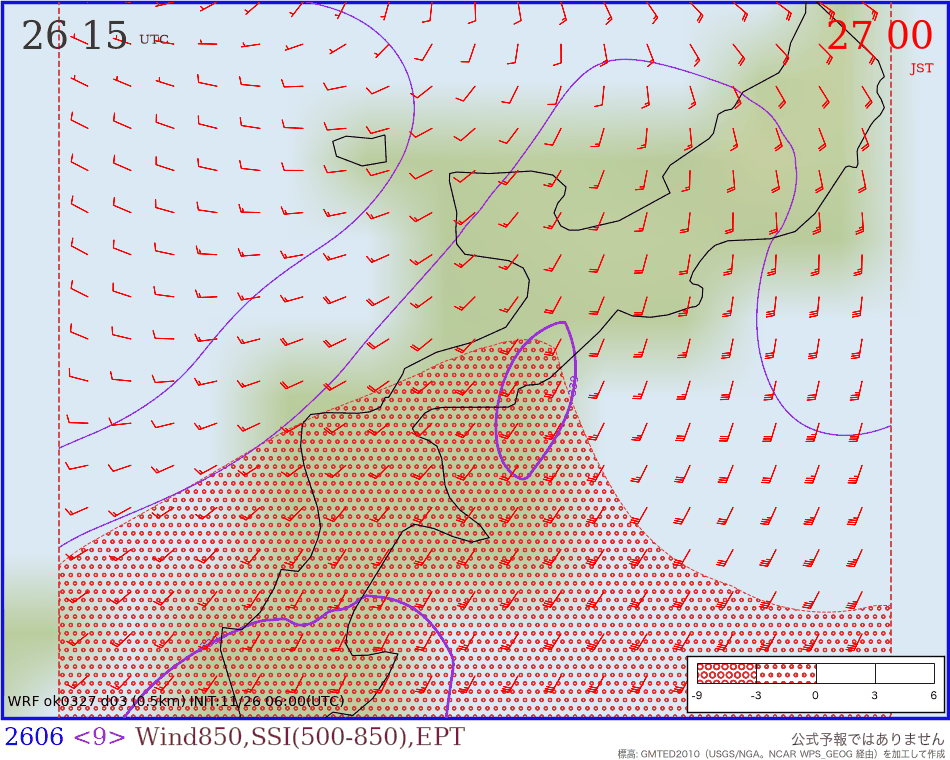 26 15 UTC
27 00
JST
WRF ok0327 d03 (0.5km) INIT:11/26 06:00(UTC)
-9 -3 0 3 6
2606 <9> Wind850,SSI(500-850),EPT
公式予報ではありません
標高: GMTED2010（USGS/NGA。NCAR WPS_GEOG 経由）を加工して作成